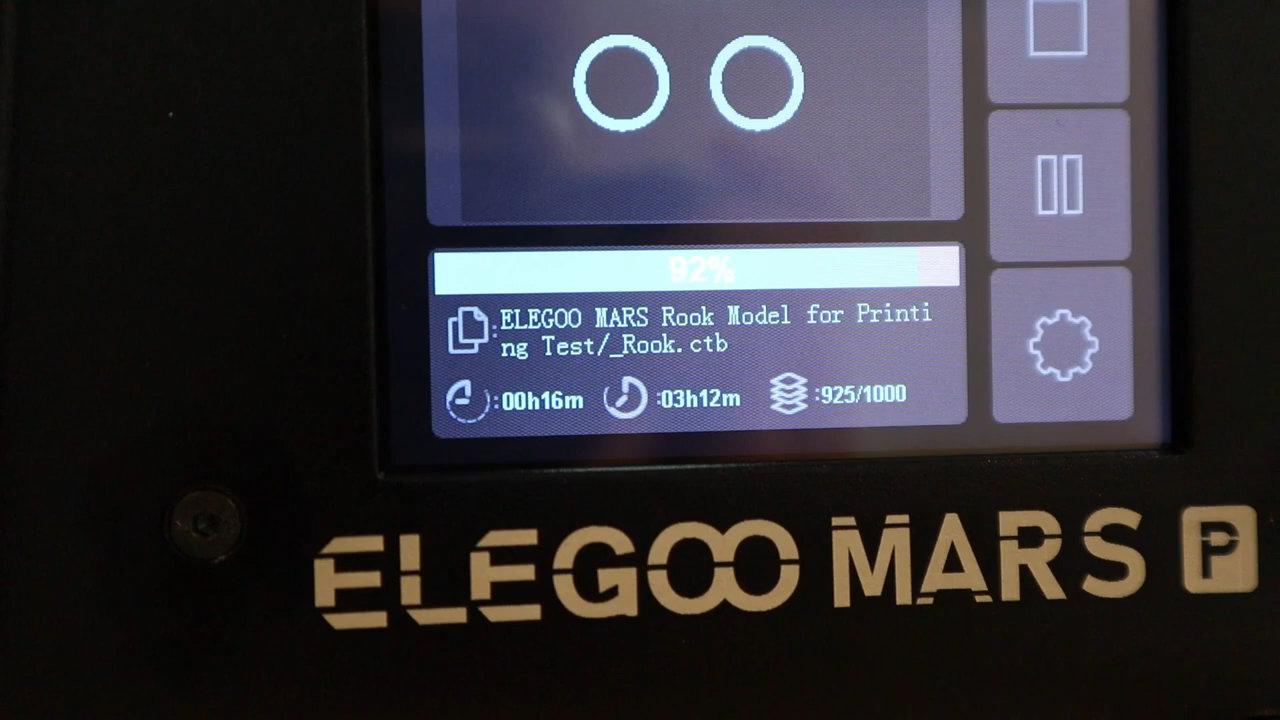 92%
ELEGOO MARS Rook Model for Printi
ng Test/_Rook.ctb
:00h16m :03h12m :925/1000
ELEGOO MARS P